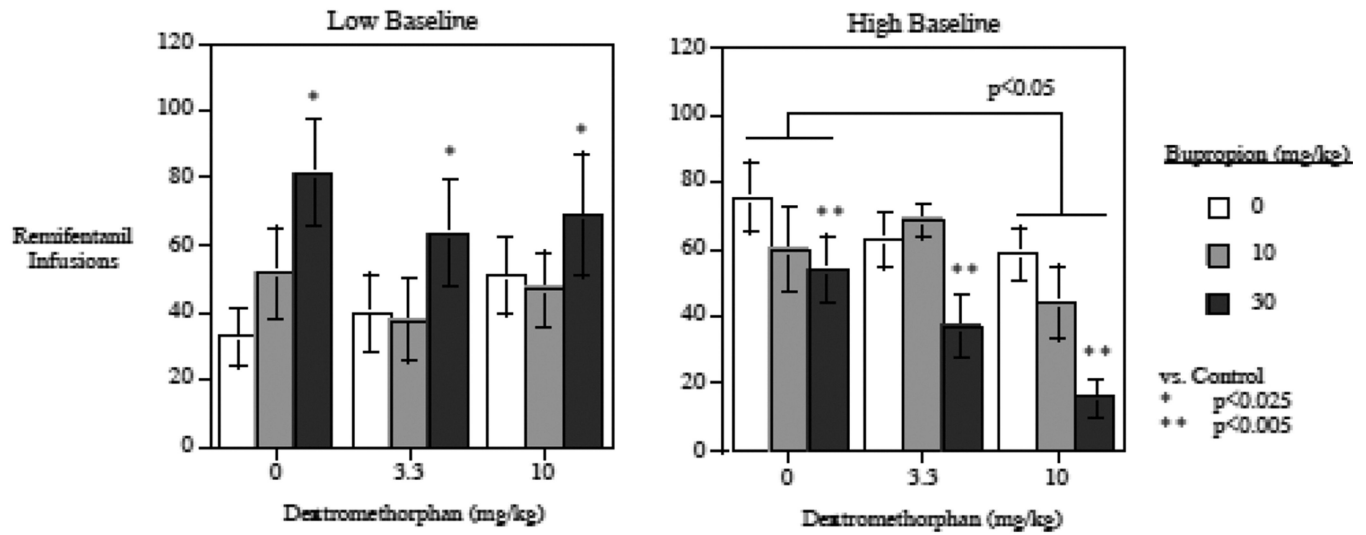 Low Baseline
120
100
80
60
40
20
0
*
*
*
0
3.3
10
Dextromethorphan (mg/kg)
Remifentanil
Infusions
High Baseline
120
100
80
60
40
20
0
p<0.05
**
**
**
0
3.3
10
Dextromethorphan (mg/kg)
Bupropion (mg/kg)
0
10
30
vs. Control
* p<0.025
** p<0.005